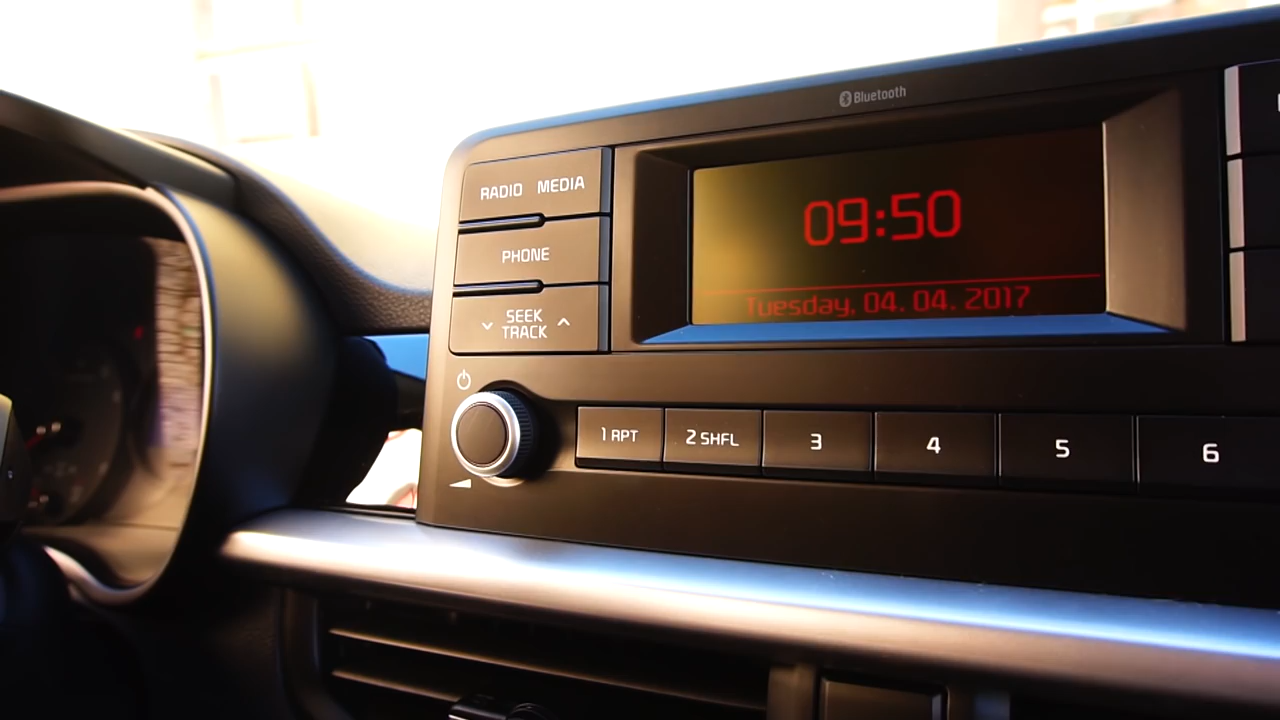 Bluetooth
RADIO MEDIA
09:50
PHONE
Tuesday, 04. 04. 2017
SEEK
TRACK
1 RPT
2 SHFL
3
4
5
6